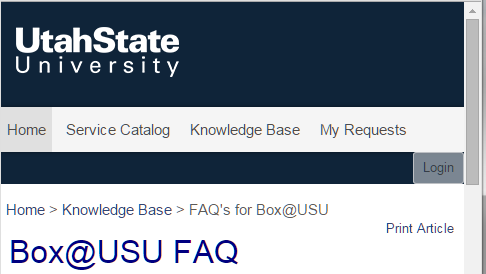 UtahState
University
Home Service Catalog Knowledge Base My Requests
Login
Home > Knowledge Base > FAQ's for Box@USU
Print Article
Box@USU FAQ